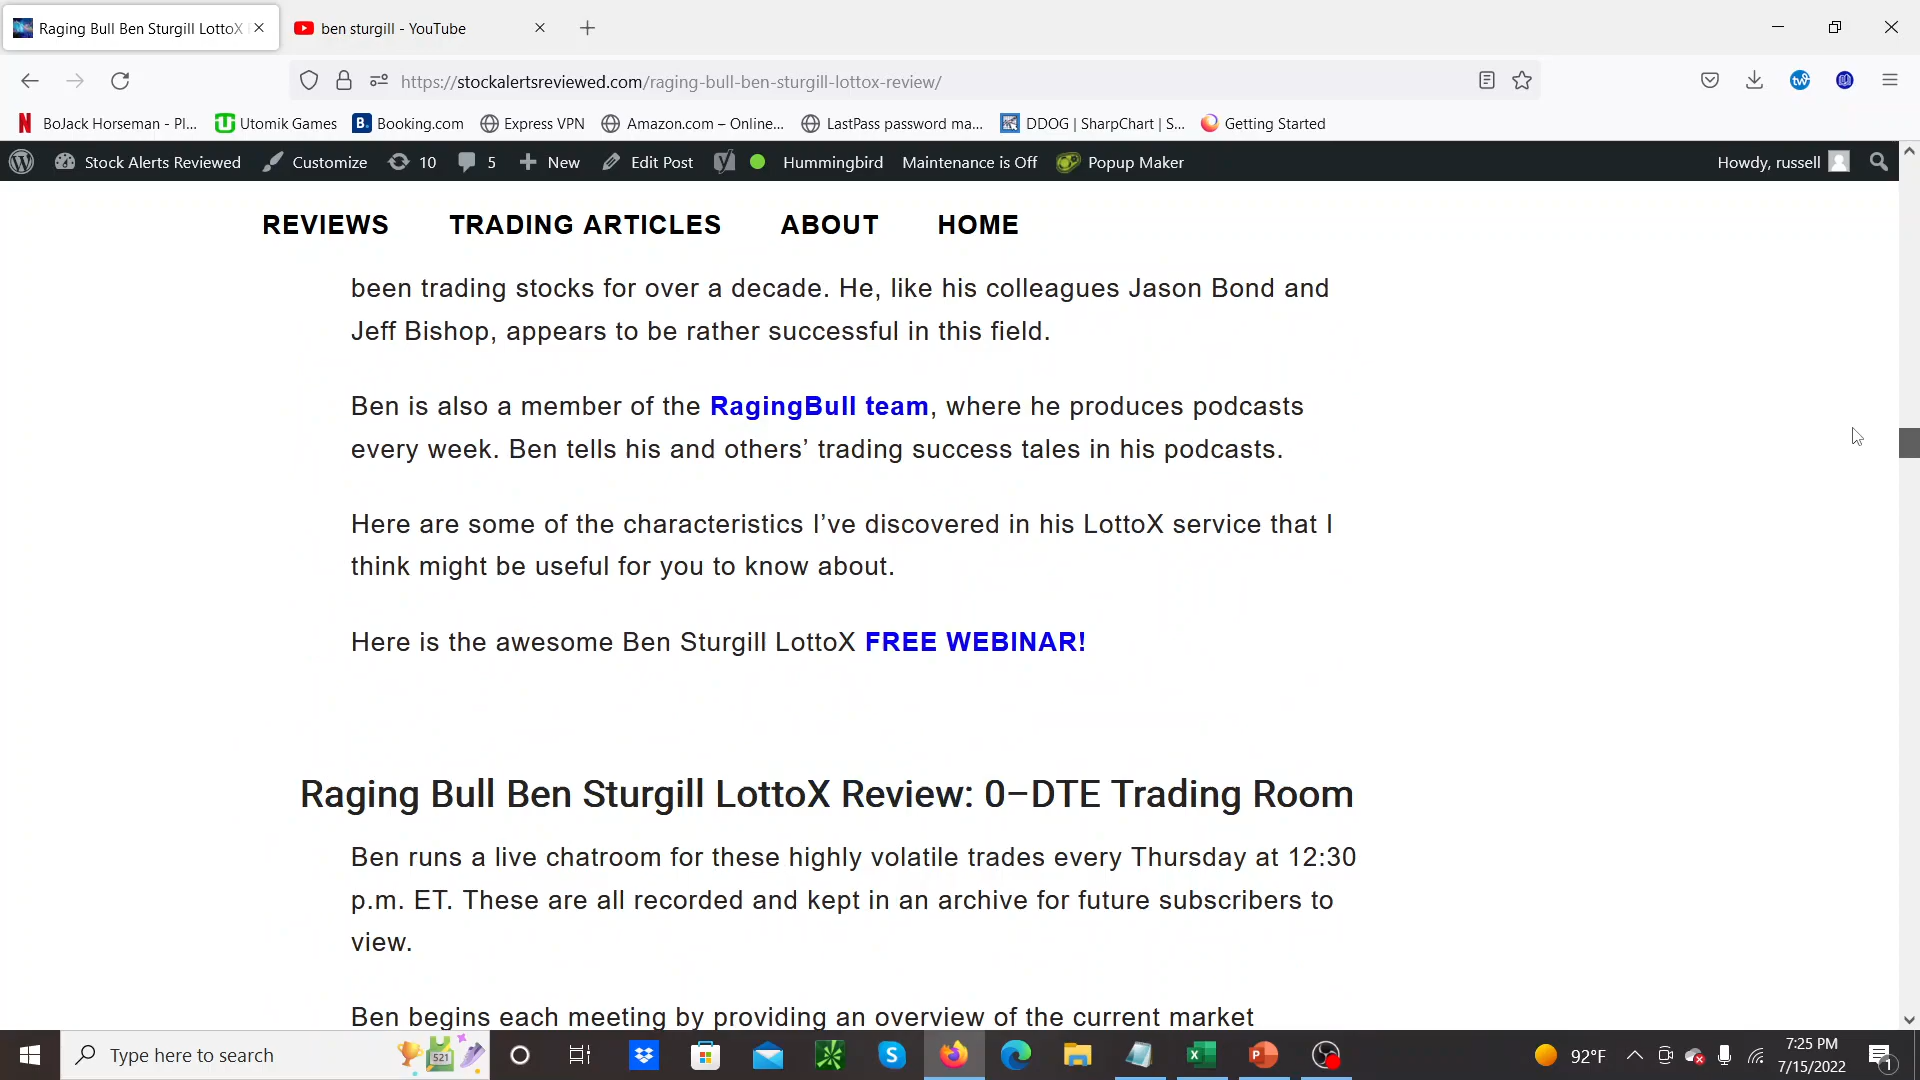 Raging Bull Ben Sturgill LottoX
ben sturgill - YouTube
https://stockalertsreviewed.com/raging-bull-ben-sturgill-lottox-review/
BoJack Horseman - Pl...
Utomik Games
B. Booking.com
Express VPN
Amazon.com – Online...
LastPass password ma...
DDOG | SharpChart | S...
Getting Started
Stock Alerts Reviewed
Customize
10
5
New
Edit Post
Hummingbird
Maintenance is Off
Popup Maker
Howdy, russell
REVIEWS
TRADING ARTICLES
ABOUT
HOME
been trading stocks for over a decade. He, like his colleagues Jason Bond and
Jeff Bishop, appears to be rather successful in this field.
Ben is also a member of the RagingBull team, where he produces podcasts
every week. Ben tells his and others’ trading success tales in his podcasts.
Here are some of the characteristics I’ve discovered in his LottoX service that I
think might be useful for you to know about.
Here is the awesome Ben Sturgill LottoX FREE WEBINAR!
Raging Bull Ben Sturgill LottoX Review: 0–DTE Trading Room
Ben runs a live chatroom for these highly volatile trades every Thursday at 12:30
p.m. ET. These are all recorded and kept in an archive for future subscribers to
view.
Ben begins each meeting by providing an overview of the current market
Type here to search
521
92°F
7:25 PM
7/15/2022
1